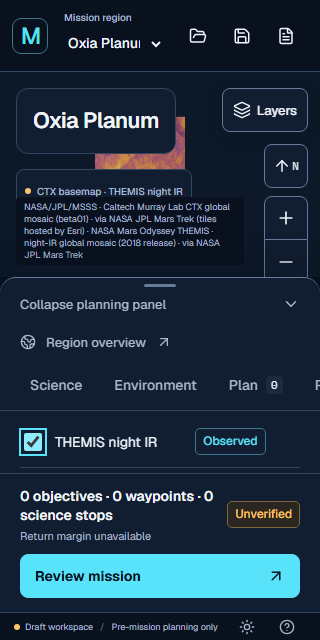 M
Mission region
Oxia Planu
Oxia Planum
Layers
N
CTX basemap · THEMIS night IR
NASA/JPL/MSSS · Caltech Murray Lab CTX global
mosaic (beta01) · via NASA JPL Mars Trek (tiles
hosted by Esri) · NASA Mars Odyssey THEMIS ·
night-IR global mosaic (2018 release) · via NASA
JPL Mars Trek
+
−
Collapse planning panel
Region overview
Science Environment Plan 0
THEMIS night IR Observed
0 objectives · 0 waypoints · 0
science stops
Unverified
Return margin unavailable
Review mission
Draft workspace / Pre-mission planning only